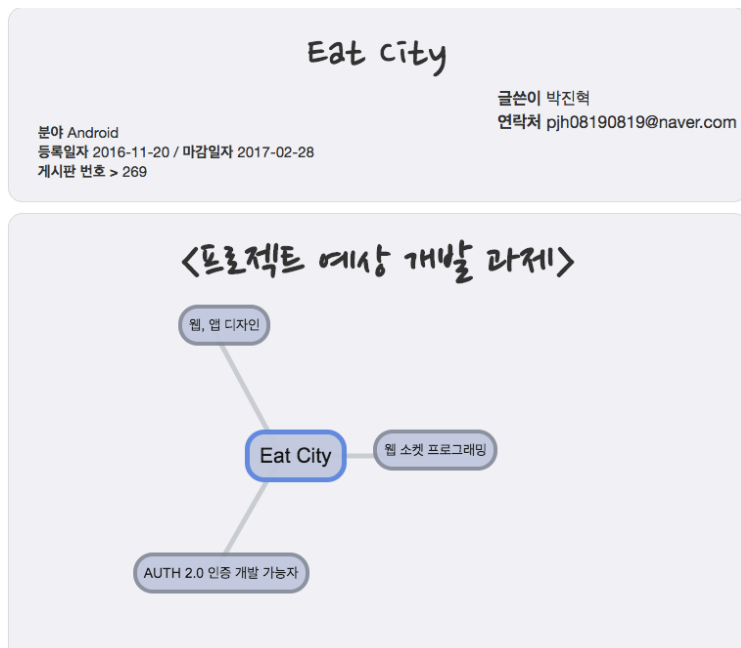 Eat City
글쓴이 박진혁
연락처 pjh08190819@naver.com
분야 Android
등록일자 2016-11-20 / 마감일자 2017-02-28
게시판 번호 > 269
<프로젝트 예상 개발 과제>
웹, 앱 디자인
Eat City
웹 소켓 프로그래밍
AUTH 2.0 인증 개발 가능자